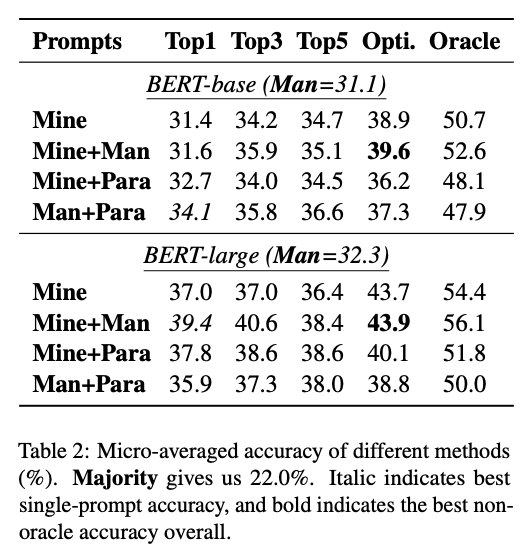 Prompts Top1 Top3 Top5 Opti. Oracle
BERT-base (Man=31.1)
Mine 31.4 34.2 34.7 38.9 50.7
Mine+Man 31.6 35.9 35.1 39.6 52.6
Mine+Para 32.7 34.0 34.5 36.2 48.1
Man+Para 34.1 35.8 36.6 37.3 47.9
BERT-large (Man=32.3)
Mine 37.0 37.0 36.4 43.7 54.4
Mine+Man 39.4 40.6 38.4 43.9 56.1
Mine+Para 37.8 38.6 38.6 40.1 51.8
Man+Para 35.9 37.3 38.0 38.8 50.0
Table 2: Micro-averaged accuracy of different methods
(%). Majority gives us 22.0%. Italic indicates best
single-prompt accuracy, and bold indicates the best non-
oracle accuracy overall.